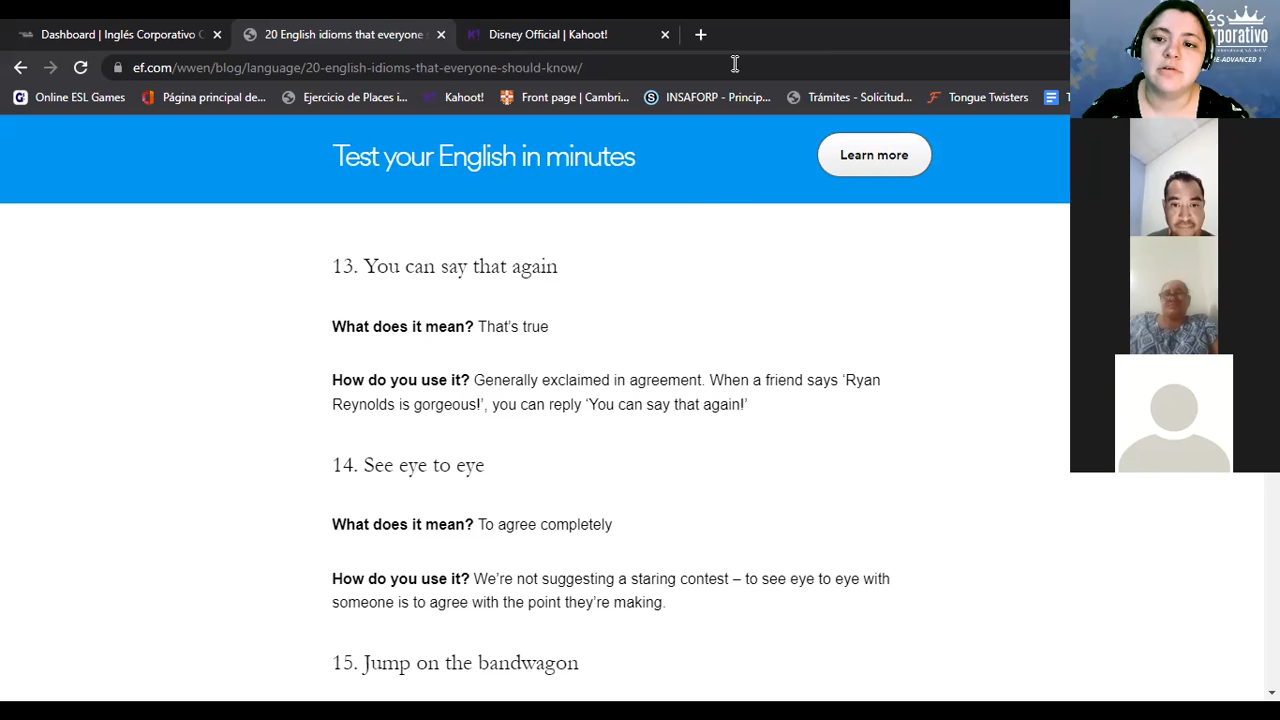 Dashboard | Inglés Corporativo
20 English idioms that everyone
Disney Official | Kahoot!
ef.com/wwen/blog/language/20-english-idioms-that-everyone-should-know/
Online ESL Games
Página principal de...
Ejercicio de Places i...
Kahoot!
Front page | Cambri...
INSAFORP - Princip...
Trámites - Solicitud...
Tongue Twisters
Test your English in minutes
Learn more
13. You can say that again
What does it mean? That’s true
How do you use it? Generally exclaimed in agreement. When a friend says ‘Ryan
Reynolds is gorgeous!’, you can reply ‘You can say that again!’
14. See eye to eye
What does it mean? To agree completely
How do you use it? We’re not suggesting a staring contest – to see eye to eye with
someone is to agree with the point they’re making.
15. Jump on the bandwagon